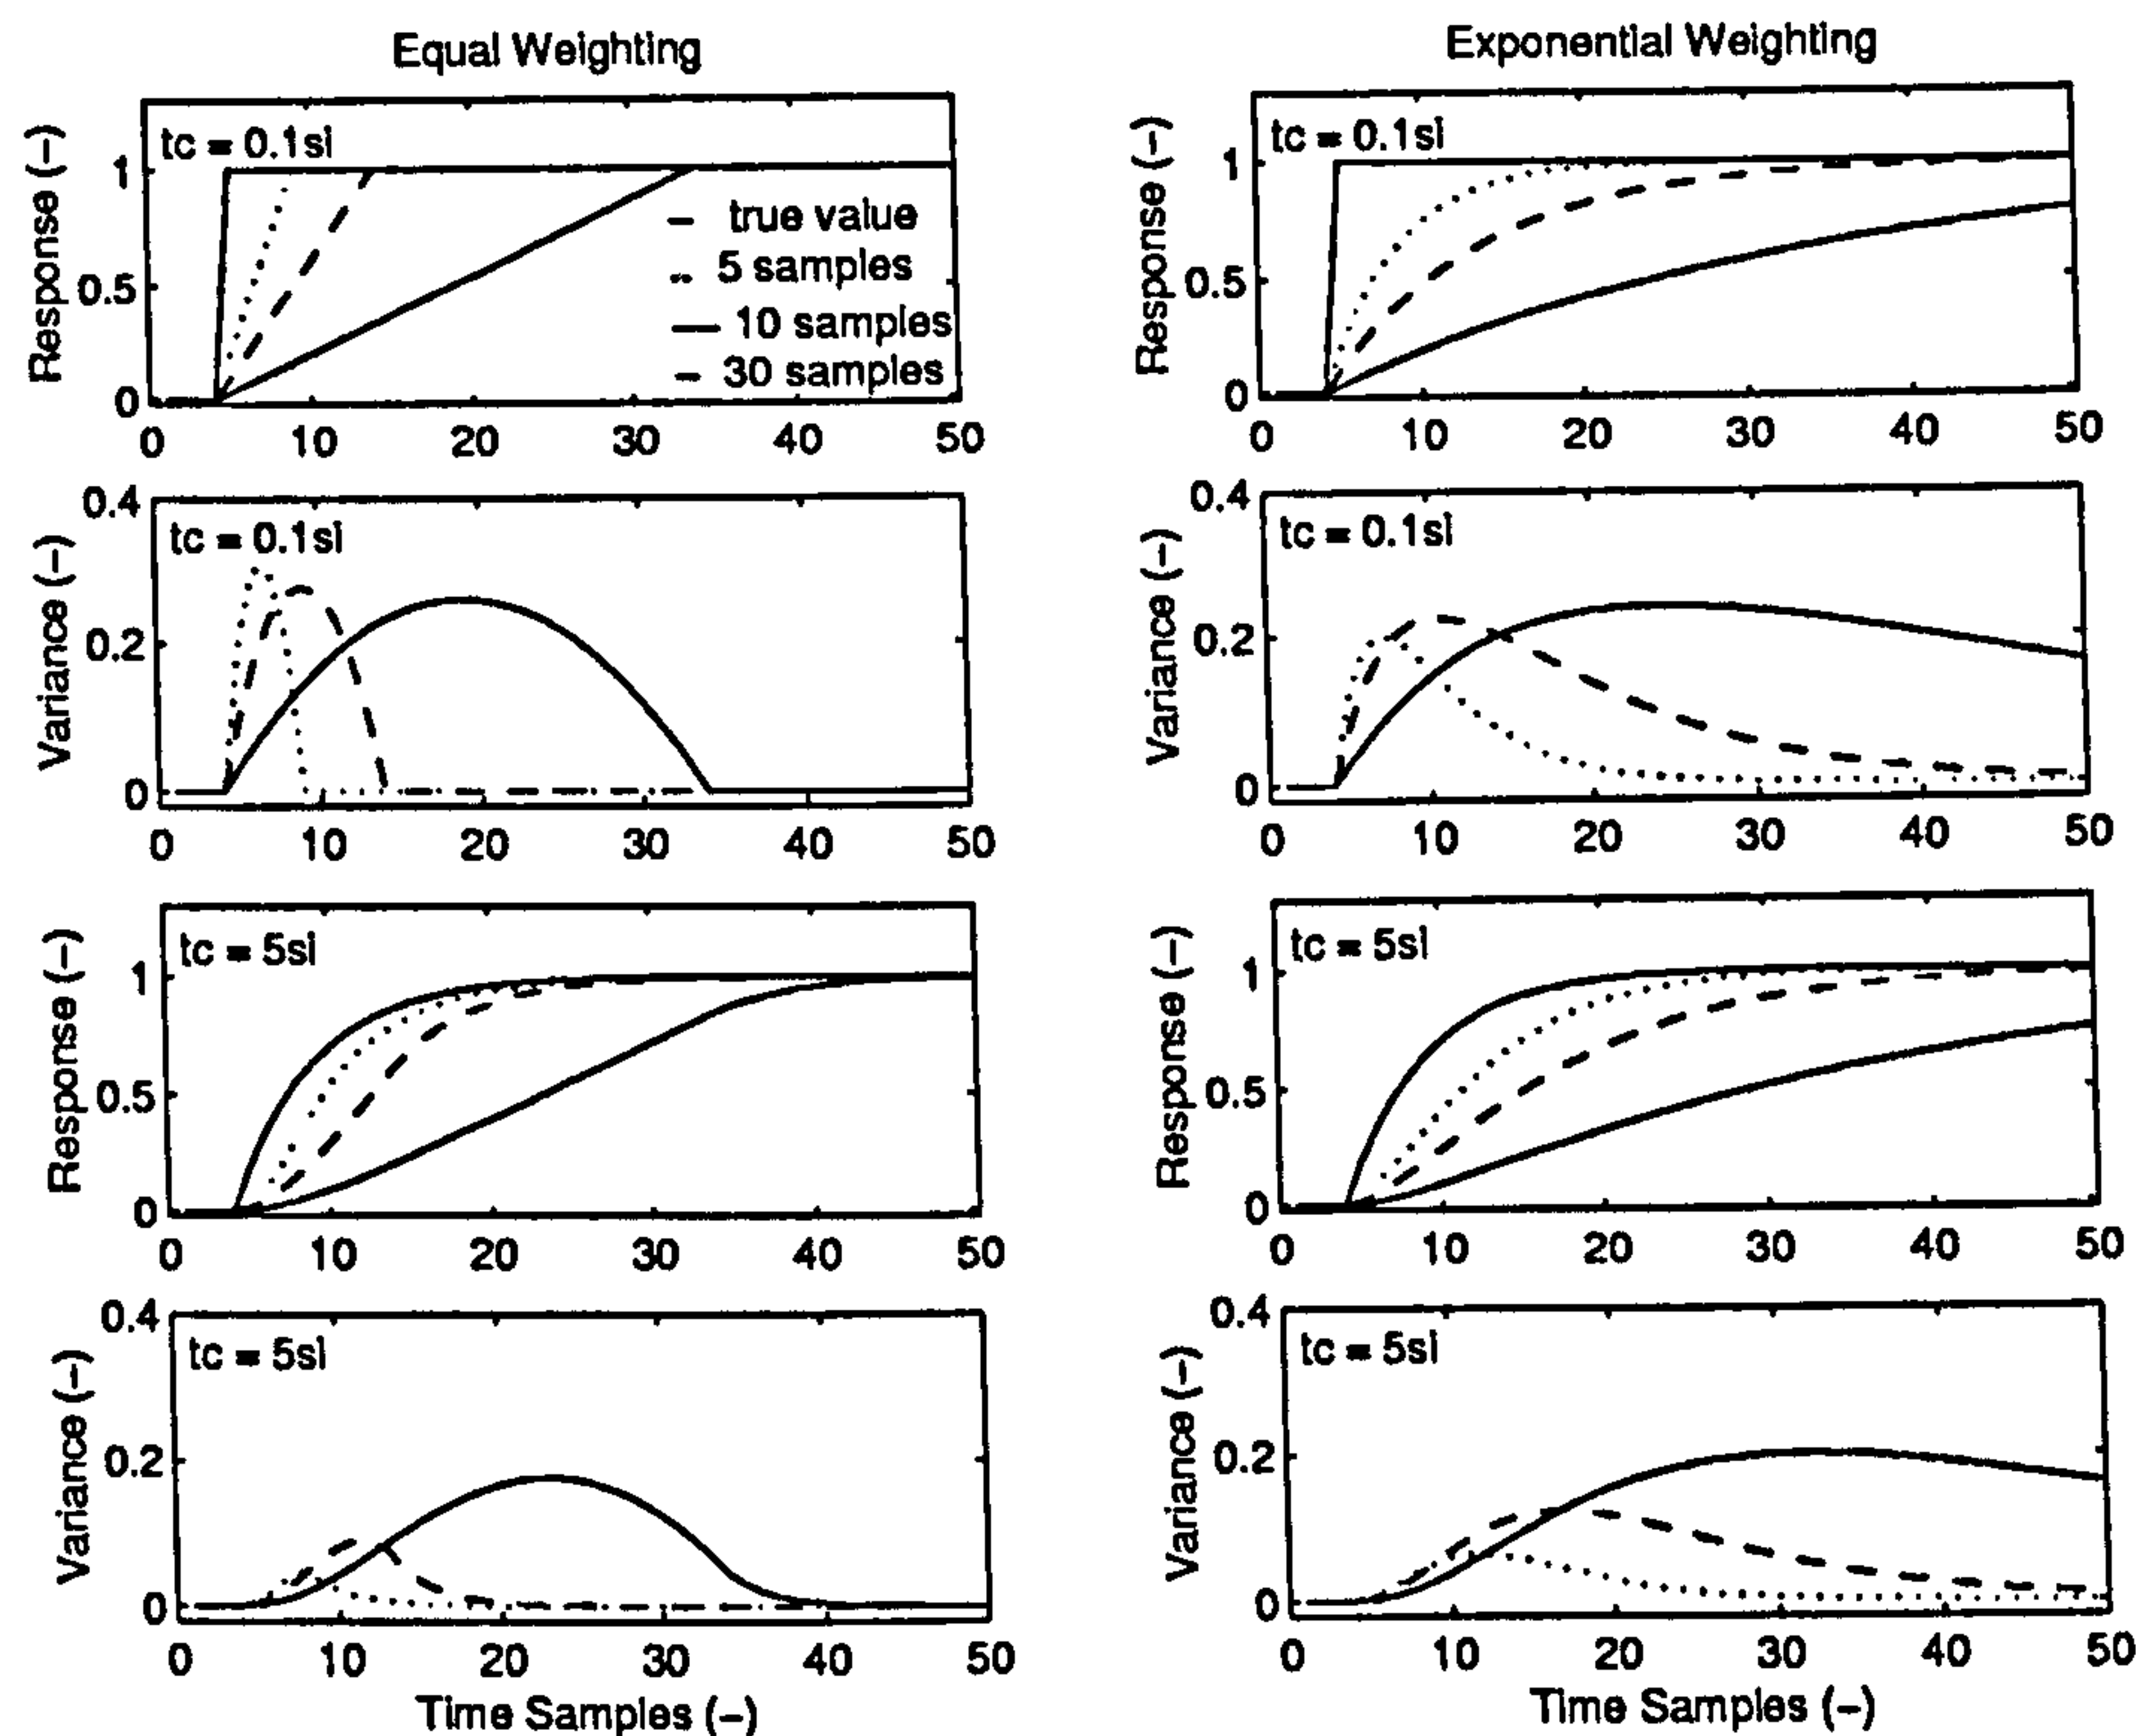 Equal Weighting
Response (–)
tc = 0.1si
1
0.5
0
– true value
.. 5 samples
— 10 samples
– 30 samples
0 10 20 30 40 50
Variance (–)
tc = 0.1si
0.4
0.2
0
0 10 20 30 40 50
Response (–)
tc = 5si
1
0.5
0
0 10 20 30 40 50
Variance (–)
tc = 5si
0.4
0.2
0
0 10 20 30 40 50
Time Samples (–)
Exponential Weighting
Response (–)
tc = 0.1si
1
0.5
0
0 10 20 30 40 50
Variance (–)
tc = 0.1si
0.4
0.2
0
0 10 20 30 40 50
Response (–)
tc = 5si
1
0.5
0
0 10 20 30 40 50
Variance (–)
tc = 5si
0.4
0.2
0
0 10 20 30 40 50
Time Samples (–)